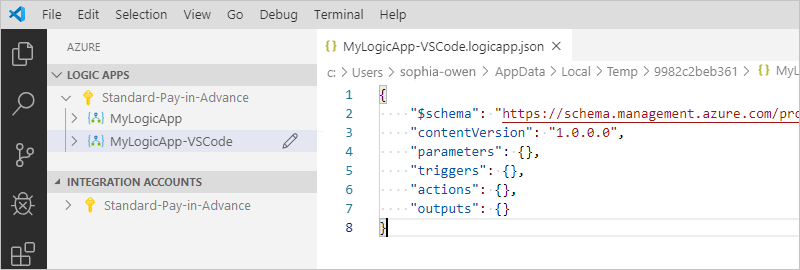 File Edit View Go Debug Terminal Help
AZURE
LOGIC APPS
Standard-Pay-in-Advance
MyLogicApp
MyLogicApp-VSCode
INTEGRATION ACCOUNTS
Standard-Pay-in-Advance
{} MyLogicApp-VSCode.logicapp.json ×
c: > Users > sophia-owen > AppData > Local > Temp > 9982c2beb361 > {} MyL
1 {
2 "$schema": "https://schema.management.azure.com/pro
3 "contentVersion": "1.0.0.0",
4 "parameters": {},
5 "triggers": {},
6 "actions": {},
7 "outputs": {}
8 }